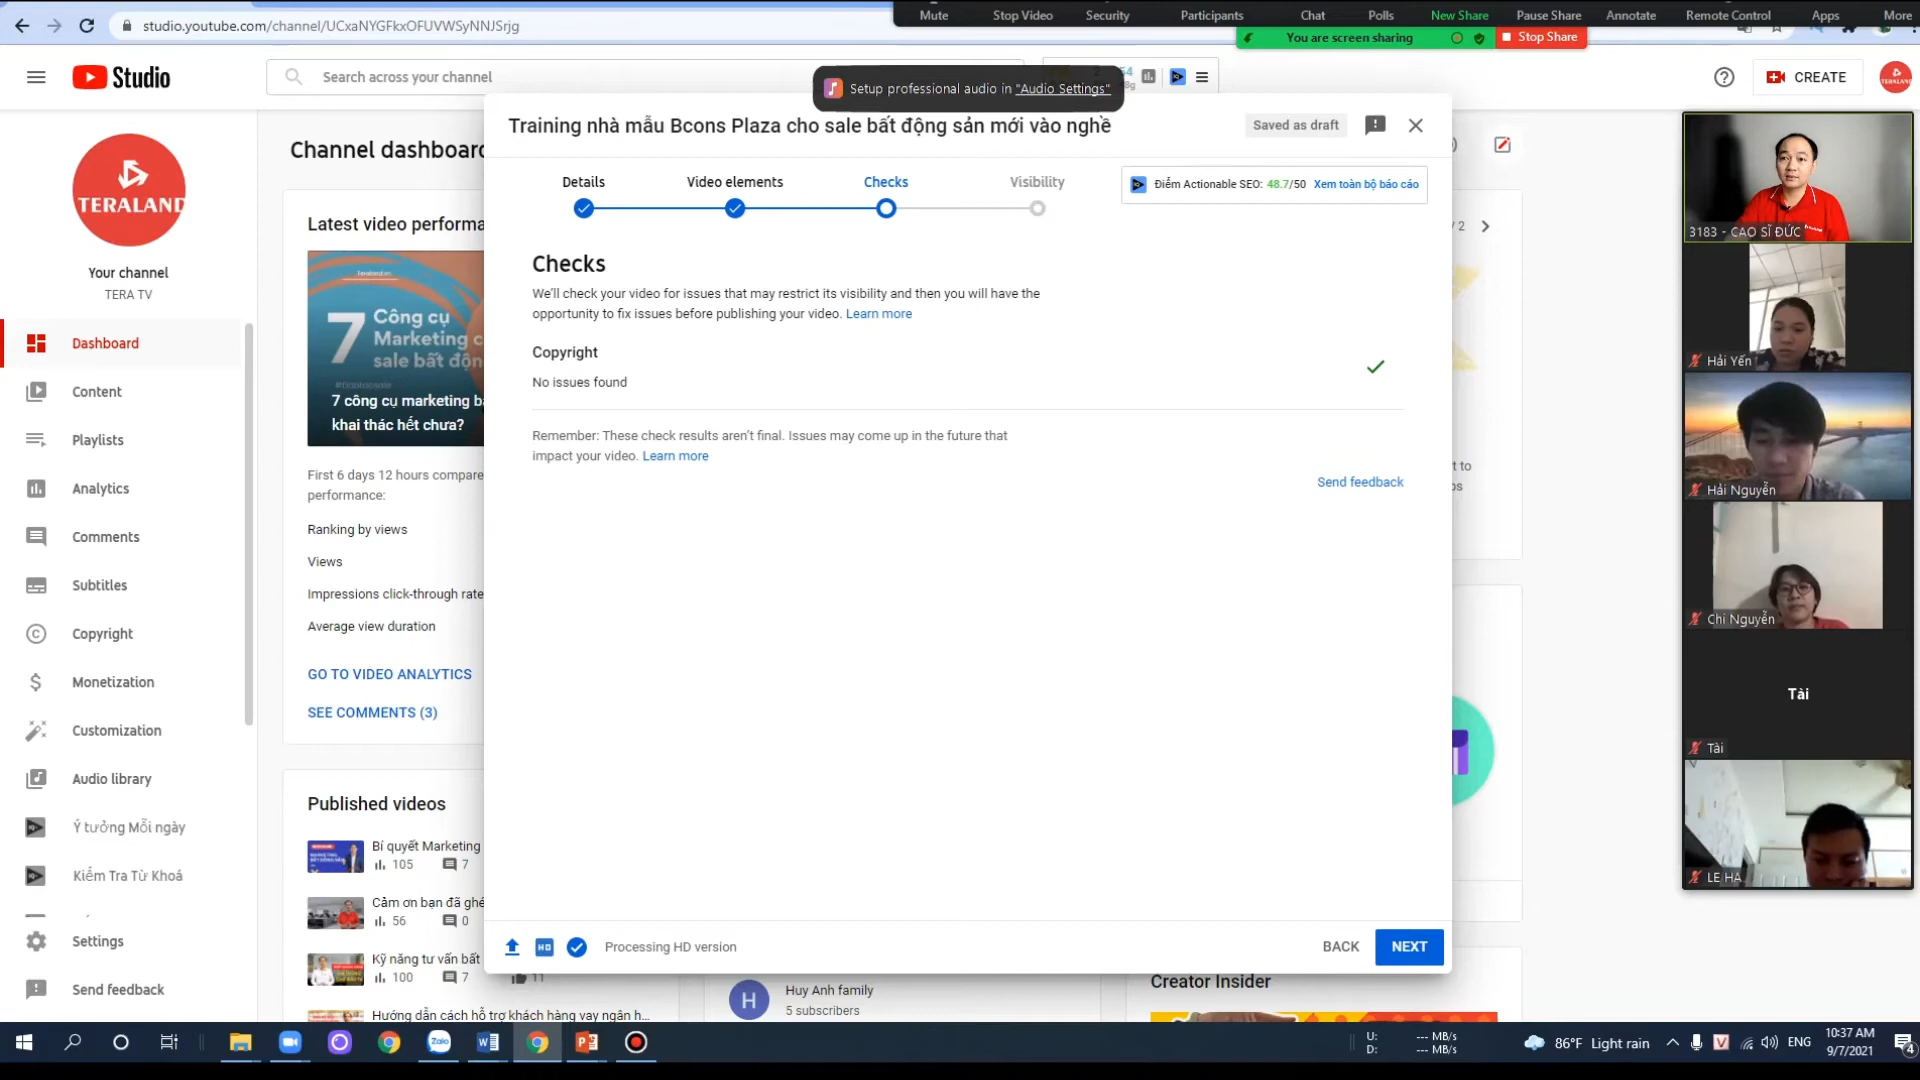 Mute Stop Video Security Participants Chat Polls New Share Pause Share Annotate Remote Control Apps More
studio.youtube.com/channel/UCxaNYGFkxOFUVWSyNNJSrjg
You are screen sharing
Stop Share
Studio
Search across your channel
Setup professional audio in "Audio Settings"
CREATE
TERALAND
Your channel
TERA TV
Dashboard
Content
Playlists
Analytics
Comments
Subtitles
Copyright
Monetization
Customization
Audio library
Ý tưởng Mỗi ngày
Kiểm Tra Từ Khoá
Settings
Send feedback
Channel dashboard
Latest video performa
Teraland.vn
7 Công cụ
Marketing c
sale bất độn
7 công cụ marketing b
khai thác hết chưa?
First 6 days 12 hours compare
performance:
Ranking by views
Views
Impressions click-through rate
Average view duration
GO TO VIDEO ANALYTICS
SEE COMMENTS (3)
Published videos
Bí quyết Marketing
105 7
Cảm ơn bạn đã ghé
56 0
Kỹ năng tư vấn bất
100 7 11
Hướng dẫn cách hỗ trợ khách hàng vay ngân h...
Training nhà mẫu Bcons Plaza cho sale bất động sản mới vào nghề
Saved as draft
Details Video elements Checks Visibility
Điểm Actionable SEO: 48.7/50 Xem toàn bộ báo cáo
Checks
We'll check your video for issues that may restrict its visibility and then you will have the
opportunity to fix issues before publishing your video. Learn more
Copyright
No issues found
Remember: These check results aren't final. Issues may come up in the future that
impact your video. Learn more
Send feedback
HD Processing HD version
BACK NEXT
/ 2
t to
ps
H
Huy Anh family
5 subscribers
Creator Insider
3183 - CAO SĨ ĐỨC
Hải Yến
Hải Nguyễn
Chi Nguyễn
Tài
Tài
LE HA
Zalo
U: --- MB/s
D: --- MB/s
86°F Light rain
V
ENG
10:37 AM
9/7/2021
4